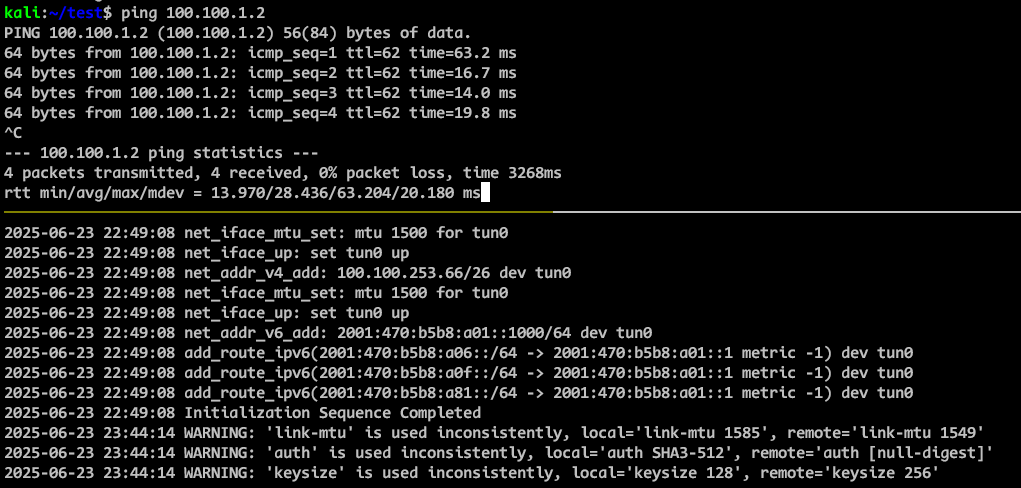 kali:~/test$ ping 100.100.1.2
PING 100.100.1.2 (100.100.1.2) 56(84) bytes of data.
64 bytes from 100.100.1.2: icmp_seq=1 ttl=62 time=63.2 ms
64 bytes from 100.100.1.2: icmp_seq=2 ttl=62 time=16.7 ms
64 bytes from 100.100.1.2: icmp_seq=3 ttl=62 time=14.0 ms
64 bytes from 100.100.1.2: icmp_seq=4 ttl=62 time=19.8 ms
^C
--- 100.100.1.2 ping statistics ---
4 packets transmitted, 4 received, 0% packet loss, time 3268ms
rtt min/avg/max/mdev = 13.970/28.436/63.204/20.180 ms
2025-06-23 22:49:08 net_iface_mtu_set: mtu 1500 for tun0
2025-06-23 22:49:08 net_iface_up: set tun0 up
2025-06-23 22:49:08 net_addr_v4_add: 100.100.253.66/26 dev tun0
2025-06-23 22:49:08 net_iface_mtu_set: mtu 1500 for tun0
2025-06-23 22:49:08 net_iface_up: set tun0 up
2025-06-23 22:49:08 net_addr_v6_add: 2001:470:b5b8:a01::1000/64 dev tun0
2025-06-23 22:49:08 add_route_ipv6(2001:470:b5b8:a06::/64 -> 2001:470:b5b8:a01::1 metric -1) dev tun0
2025-06-23 22:49:08 add_route_ipv6(2001:470:b5b8:a0f::/64 -> 2001:470:b5b8:a01::1 metric -1) dev tun0
2025-06-23 22:49:08 add_route_ipv6(2001:470:b5b8:a81::/64 -> 2001:470:b5b8:a01::1 metric -1) dev tun0
2025-06-23 22:49:08 Initialization Sequence Completed
2025-06-23 23:44:14 WARNING: 'link-mtu' is used inconsistently, local='link-mtu 1585', remote='link-mtu 1549'
2025-06-23 23:44:14 WARNING: 'auth' is used inconsistently, local='auth SHA3-512', remote='auth [null-digest]'
2025-06-23 23:44:14 WARNING: 'keysize' is used inconsistently, local='keysize 128', remote='keysize 256'